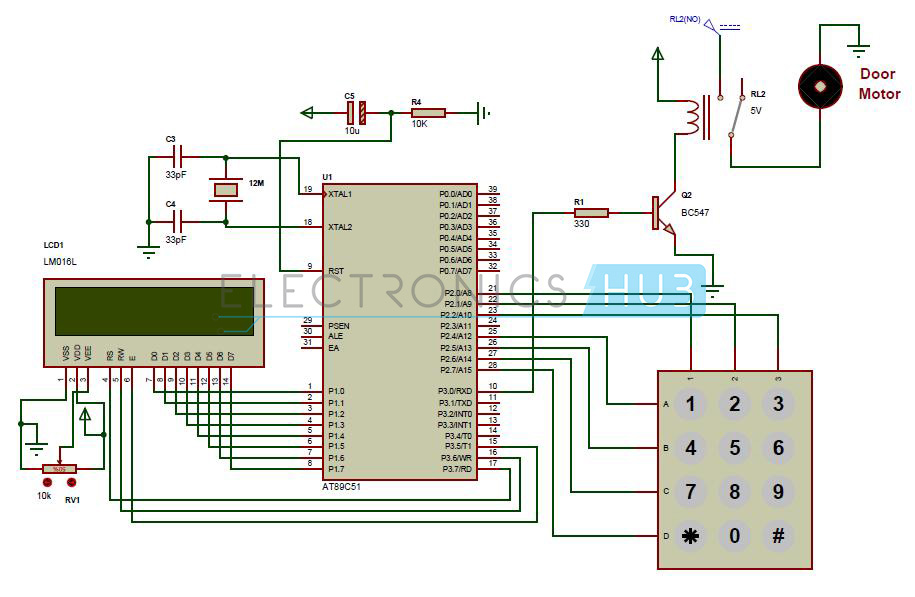 RL2(NO)
Door
Motor
RL2
5V
C5
10u
R4
10K
C3
33pF
12M
C4
33pF
LCD1
LM016L
VSS
VDD
VEE
RS
RW
E
D0
D1
D2
D3
D4
D5
D6
D7
1
2
3
4
5
6
7
8
9
10
11
12
13
14
10k
RV1
U1
19 XTAL1
18 XTAL2
9 RST
29 PSEN
30 ALE
31 EA
1 P1.0
2 P1.1
3 P1.2
4 P1.3
5 P1.4
6 P1.5
7 P1.6
8 P1.7
P0.0/AD0 39
P0.1/AD1 38
P0.2/AD2 37
P0.3/AD3 36
P0.4/AD4 35
P0.5/AD5 34
P0.6/AD6 33
P0.7/AD7 32
P2.0/A8 21
P2.1/A9 22
P2.2/A10 23
P2.3/A11 24
P2.4/A12 25
P2.5/A13 26
P2.6/A14 27
P2.7/A15 28
P3.0/RXD 10
P3.1/TXD 11
P3.2/INT0 12
P3.3/INT1 13
P3.4/T0 14
P3.5/T1 15
P3.6/WR 16
P3.7/RD 17
AT89C51
R1
330
Q2
BC547
ELECTRONICS HUB
1 2 3
A 1 2 3
B 4 5 6
C 7 8 9
D * 0 #